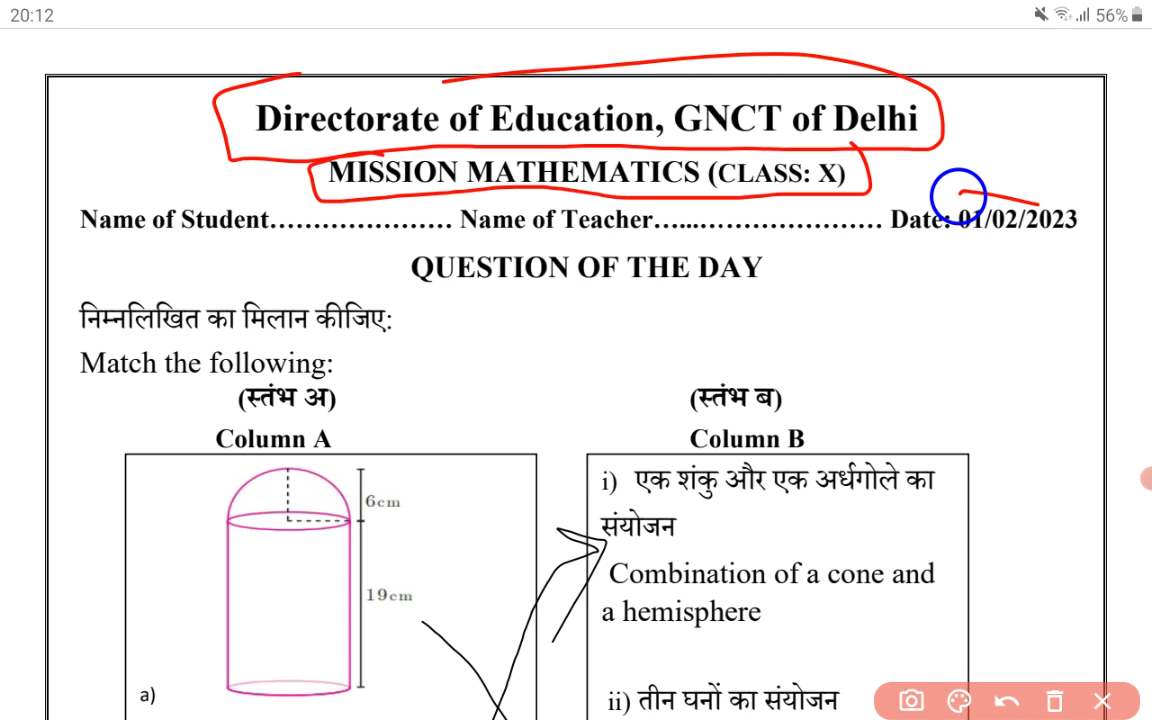 20:12 56%
Directorate of Education, GNCT of Delhi
MISSION MATHEMATICS (CLASS: X)
Name of Student………………… Name of Teacher…...………………… Date: 01/02/2023
QUESTION OF THE DAY
निम्नलिखित का मिलान कीजिए:
Match the following:
(स्तंभ अ) (स्तंभ ब)
Column A Column B
6cm
19cm
a)
i) एक शंकु और एक अर्धगोले का
संयोजन
Combination of a cone and
a hemisphere
ii) तीन घनों का संयोजन